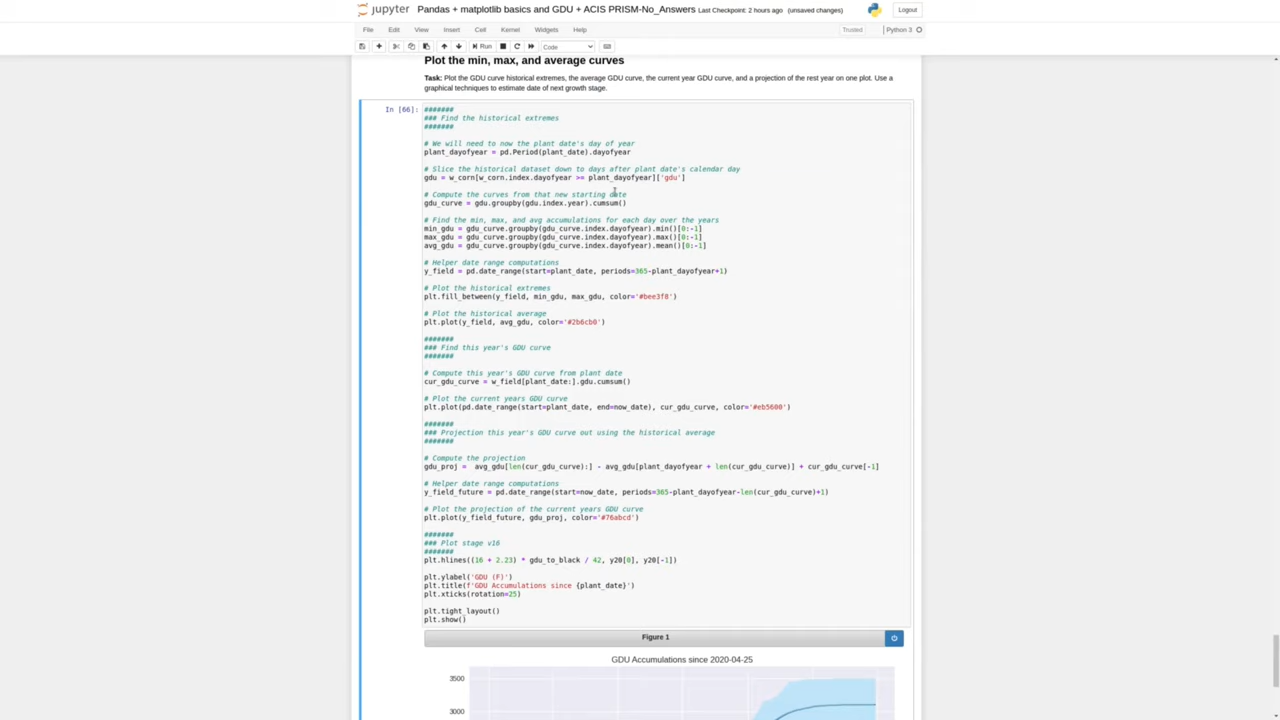 jupyter Pandas + matplotlib basics and GDU + ACIS PRISM-No_Answers Last Checkpoint: 2 hours ago (unsaved changes) Logout
File Edit View Insert Cell Kernel Widgets Help Trusted Python 3
Run Code
Plot the min, max, and average curves
Task: Plot the GDU curve historical extremes, the average GDU curve, the current year GDU curve, and a projection of the rest year on one plot. Use a
graphical techniques to estimate date of next growth stage.
In [66]:
#######
### Find the historical extremes
#######
# We will need to now the plant date's day of year
plant_dayofyear = pd.Period(plant_date).dayofyear
# Slice the historical dataset down to days after plant date's calendar day
gdu = w_corn[w_corn.index.dayofyear >= plant_dayofyear]['gdu']
# Compute the curves from that new starting date
gdu_curve = gdu.groupby(gdu.index.year).cumsum()
# Find the min, max, and avg accumulations for each day over the years
min_gdu = gdu_curve.groupby(gdu_curve.index.dayofyear).min()[0:-1]
max_gdu = gdu_curve.groupby(gdu_curve.index.dayofyear).max()[0:-1]
avg_gdu = gdu_curve.groupby(gdu_curve.index.dayofyear).mean()[0:-1]
# Helper date range computations
y_field = pd.date_range(start=plant_date, periods=365-plant_dayofyear+1)
# Plot the historical extremes
plt.fill_between(y_field, min_gdu, max_gdu, color='#bee3f8')
# Plot the historical average
plt.plot(y_field, avg_gdu, color='#2b6cb0')
#######
### Find this year's GDU curve
#######
# Compute this year's GDU curve from plant date
cur_gdu_curve = w_field[plant_date:].gdu.cumsum()
# Plot the current years GDU curve
plt.plot(pd.date_range(start=plant_date, end=now_date), cur_gdu_curve, color='#eb5600')
#######
### Projection this year's GDU curve out using the historical average
#######
# Compute the projection
gdu_proj =  avg_gdu[len(cur_gdu_curve):] - avg_gdu[plant_dayofyear + len(cur_gdu_curve)] + cur_gdu_curve[-1]
# Helper date range computations
y_field_future = pd.date_range(start=now_date, periods=365-plant_dayofyear-len(cur_gdu_curve)+1)
# Plot the projection of the current years GDU curve
plt.plot(y_field_future, gdu_proj, color='#76abcd')
#######
### Plot stage v16
#######
plt.hlines((16 + 2.23) * gdu_to_black / 42, y20[0], y20[-1])
plt.ylabel('GDU (F)')
plt.title(f'GDU Accumulations since {plant_date}')
plt.xticks(rotation=25)
plt.tight_layout()
plt.show()
Figure 1
GDU Accumulations since 2020-04-25
3500
3000